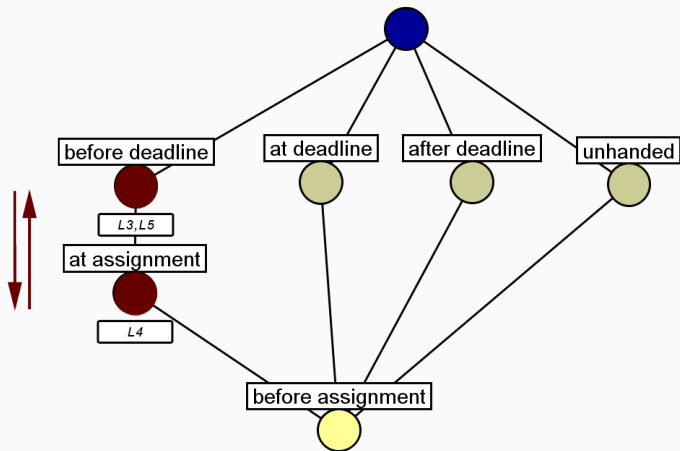 before deadline
at deadline
after deadline
unhanded
L3,L5
at assignment
L4
before assignment